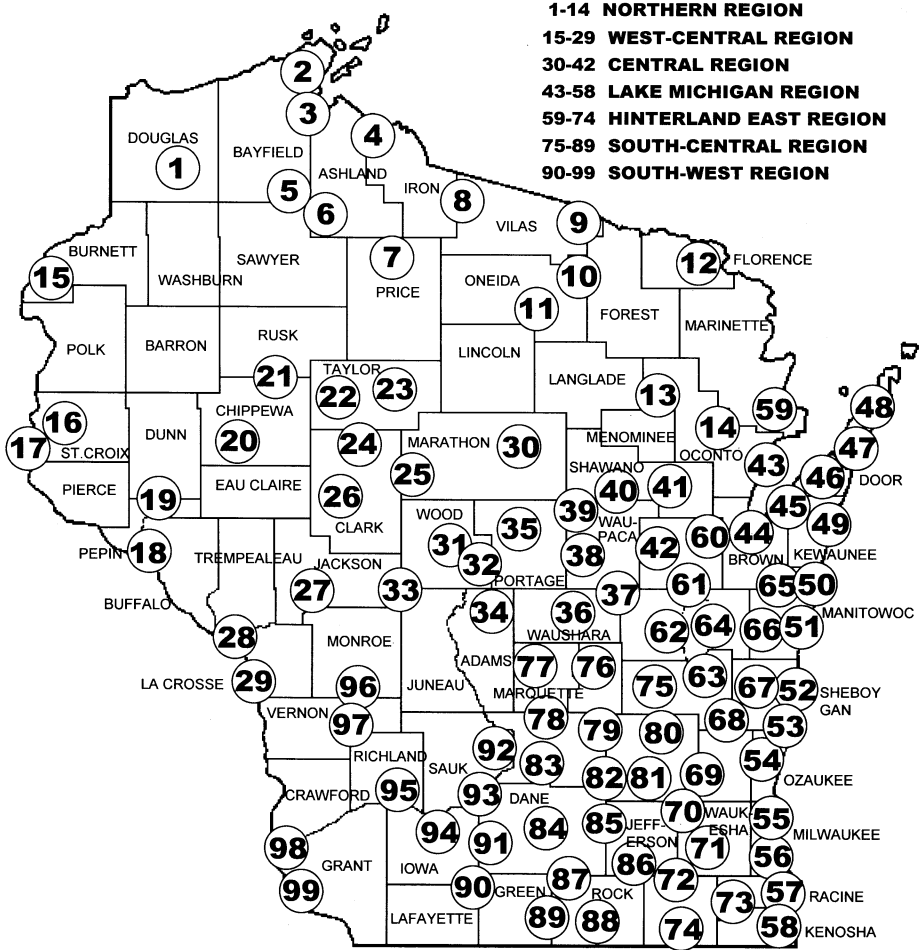 1-14 NORTHERN REGION
15-29 WEST-CENTRAL REGION
30-42 CENTRAL REGION
43-58 LAKE MICHIGAN REGION
59-74 HINTERLAND EAST REGION
75-89 SOUTH-CENTRAL REGION
90-99 SOUTH-WEST REGION
2
3
4
DOUGLAS
BAYFIELD
1
ASHLAND
5
IRON
8
6
VILAS
9
BURNETT
7
12
FLORENCE
SAWYER
15
WASHBURN
ONEIDA
10
PRICE
11
FOREST
MARINETTE
RUSK
POLK
BARRON
LINCOLN
TAYLOR
21
LANGLADE
22
23
13
48
CHIPPEWA
59
16
14
DUNN
20
MARATHON
30
MENOMINEE
17
24
47
ST.CROIX
OCONTO
43
25
SHAWANO
46
DOOR
EAU CLAIRE
PIERCE
40
41
19
26
45
WOOD
39
CLARK
35
WAU-
PACA
60
44
49
31
42
PEPIN
18
38
TREMPEALEAU
BROWN
KEWAUNEE
JACKSON
32
PORTAGE
61
65
50
27
33
37
BUFFALO
34
36
MANITOWOC
64
28
WAUSHARA
62
66
51
MONROE
ADAMS
77
76
LA CROSSE
29
96
JUNEAU
MARQUETTE
75
63
67
52
SHEBOY
GAN
VERNON
97
78
79
80
68
53
RICHLAND
92
SAUK
83
54
82
81
69
OZAUKEE
CRAWFORD
95
93
DANE
70
WAUK-
ESHA
55
94
84
85
JEFF-
ERSON
MILWAUKEE
98
91
71
GRANT
IOWA
86
56
99
90
GREEN
87
ROCK
72
57
RACINE
73
LAFAYETTE
89
88
74
58
KENOSHA